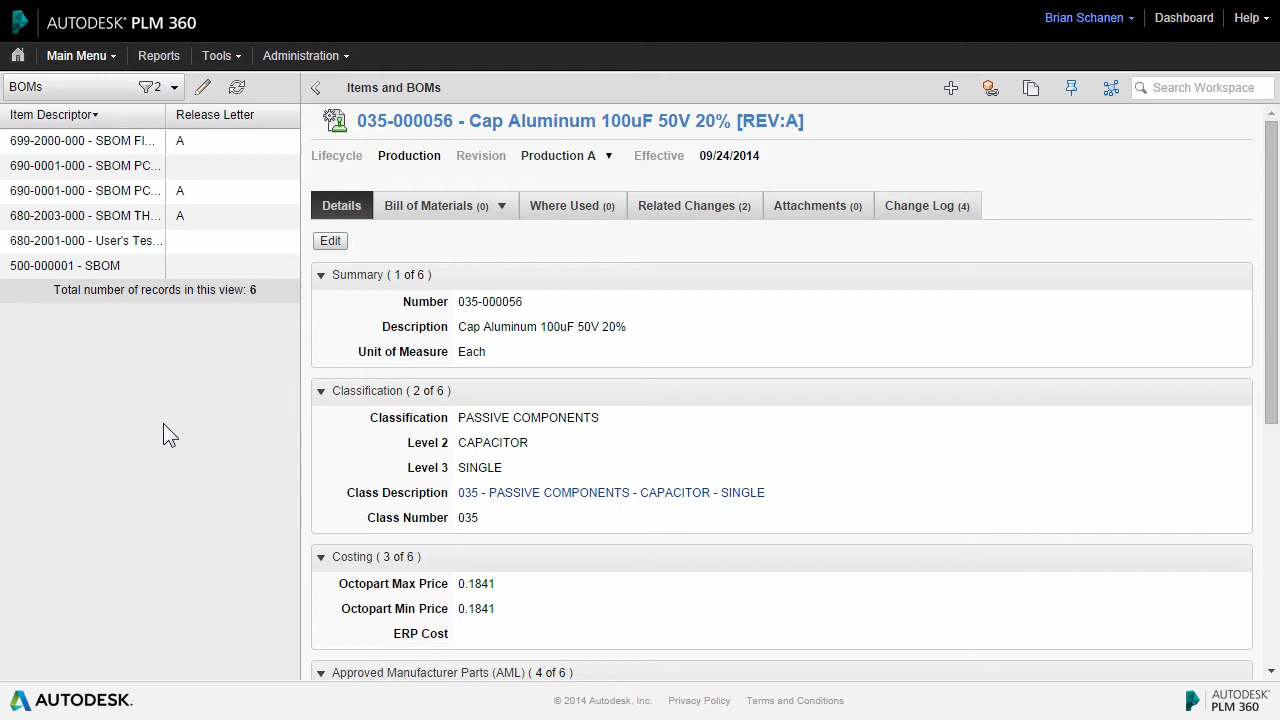 AUTODESK® PLM 360
Brian Schanen
Dashboard
Help
Main Menu
Reports
Tools
Administration
BOMs
2
Items and BOMs
Search Workspace
Item Descriptor
Release Letter
699-2000-000 - SBOM FI...
A
690-0001-000 - SBOM PC...
690-0001-000 - SBOM PC...
A
680-2003-000 - SBOM TH...
A
680-2001-000 - User's Tes...
500-000001 - SBOM
Total number of records in this view: 6
035-000056 - Cap Aluminum 100uF 50V 20% [REV:A]
Lifecycle Production Revision Production A Effective 09/24/2014
Details
Bill of Materials (0)
Where Used (0)
Related Changes (2)
Attachments (0)
Change Log (4)
Edit
Summary ( 1 of 6 )
Number 035-000056
Description Cap Aluminum 100uF 50V 20%
Unit of Measure Each
Classification ( 2 of 6 )
Classification PASSIVE COMPONENTS
Level 2 CAPACITOR
Level 3 SINGLE
Class Description 035 - PASSIVE COMPONENTS - CAPACITOR - SINGLE
Class Number 035
Costing ( 3 of 6 )
Octopart Max Price 0.1841
Octopart Min Price 0.1841
ERP Cost
Approved Manufacturer Parts (AML) ( 4 of 6 )
AUTODESK.
© 2014 Autodesk, Inc.
Privacy Policy
Terms and Conditions
AUTODESK®
PLM 360